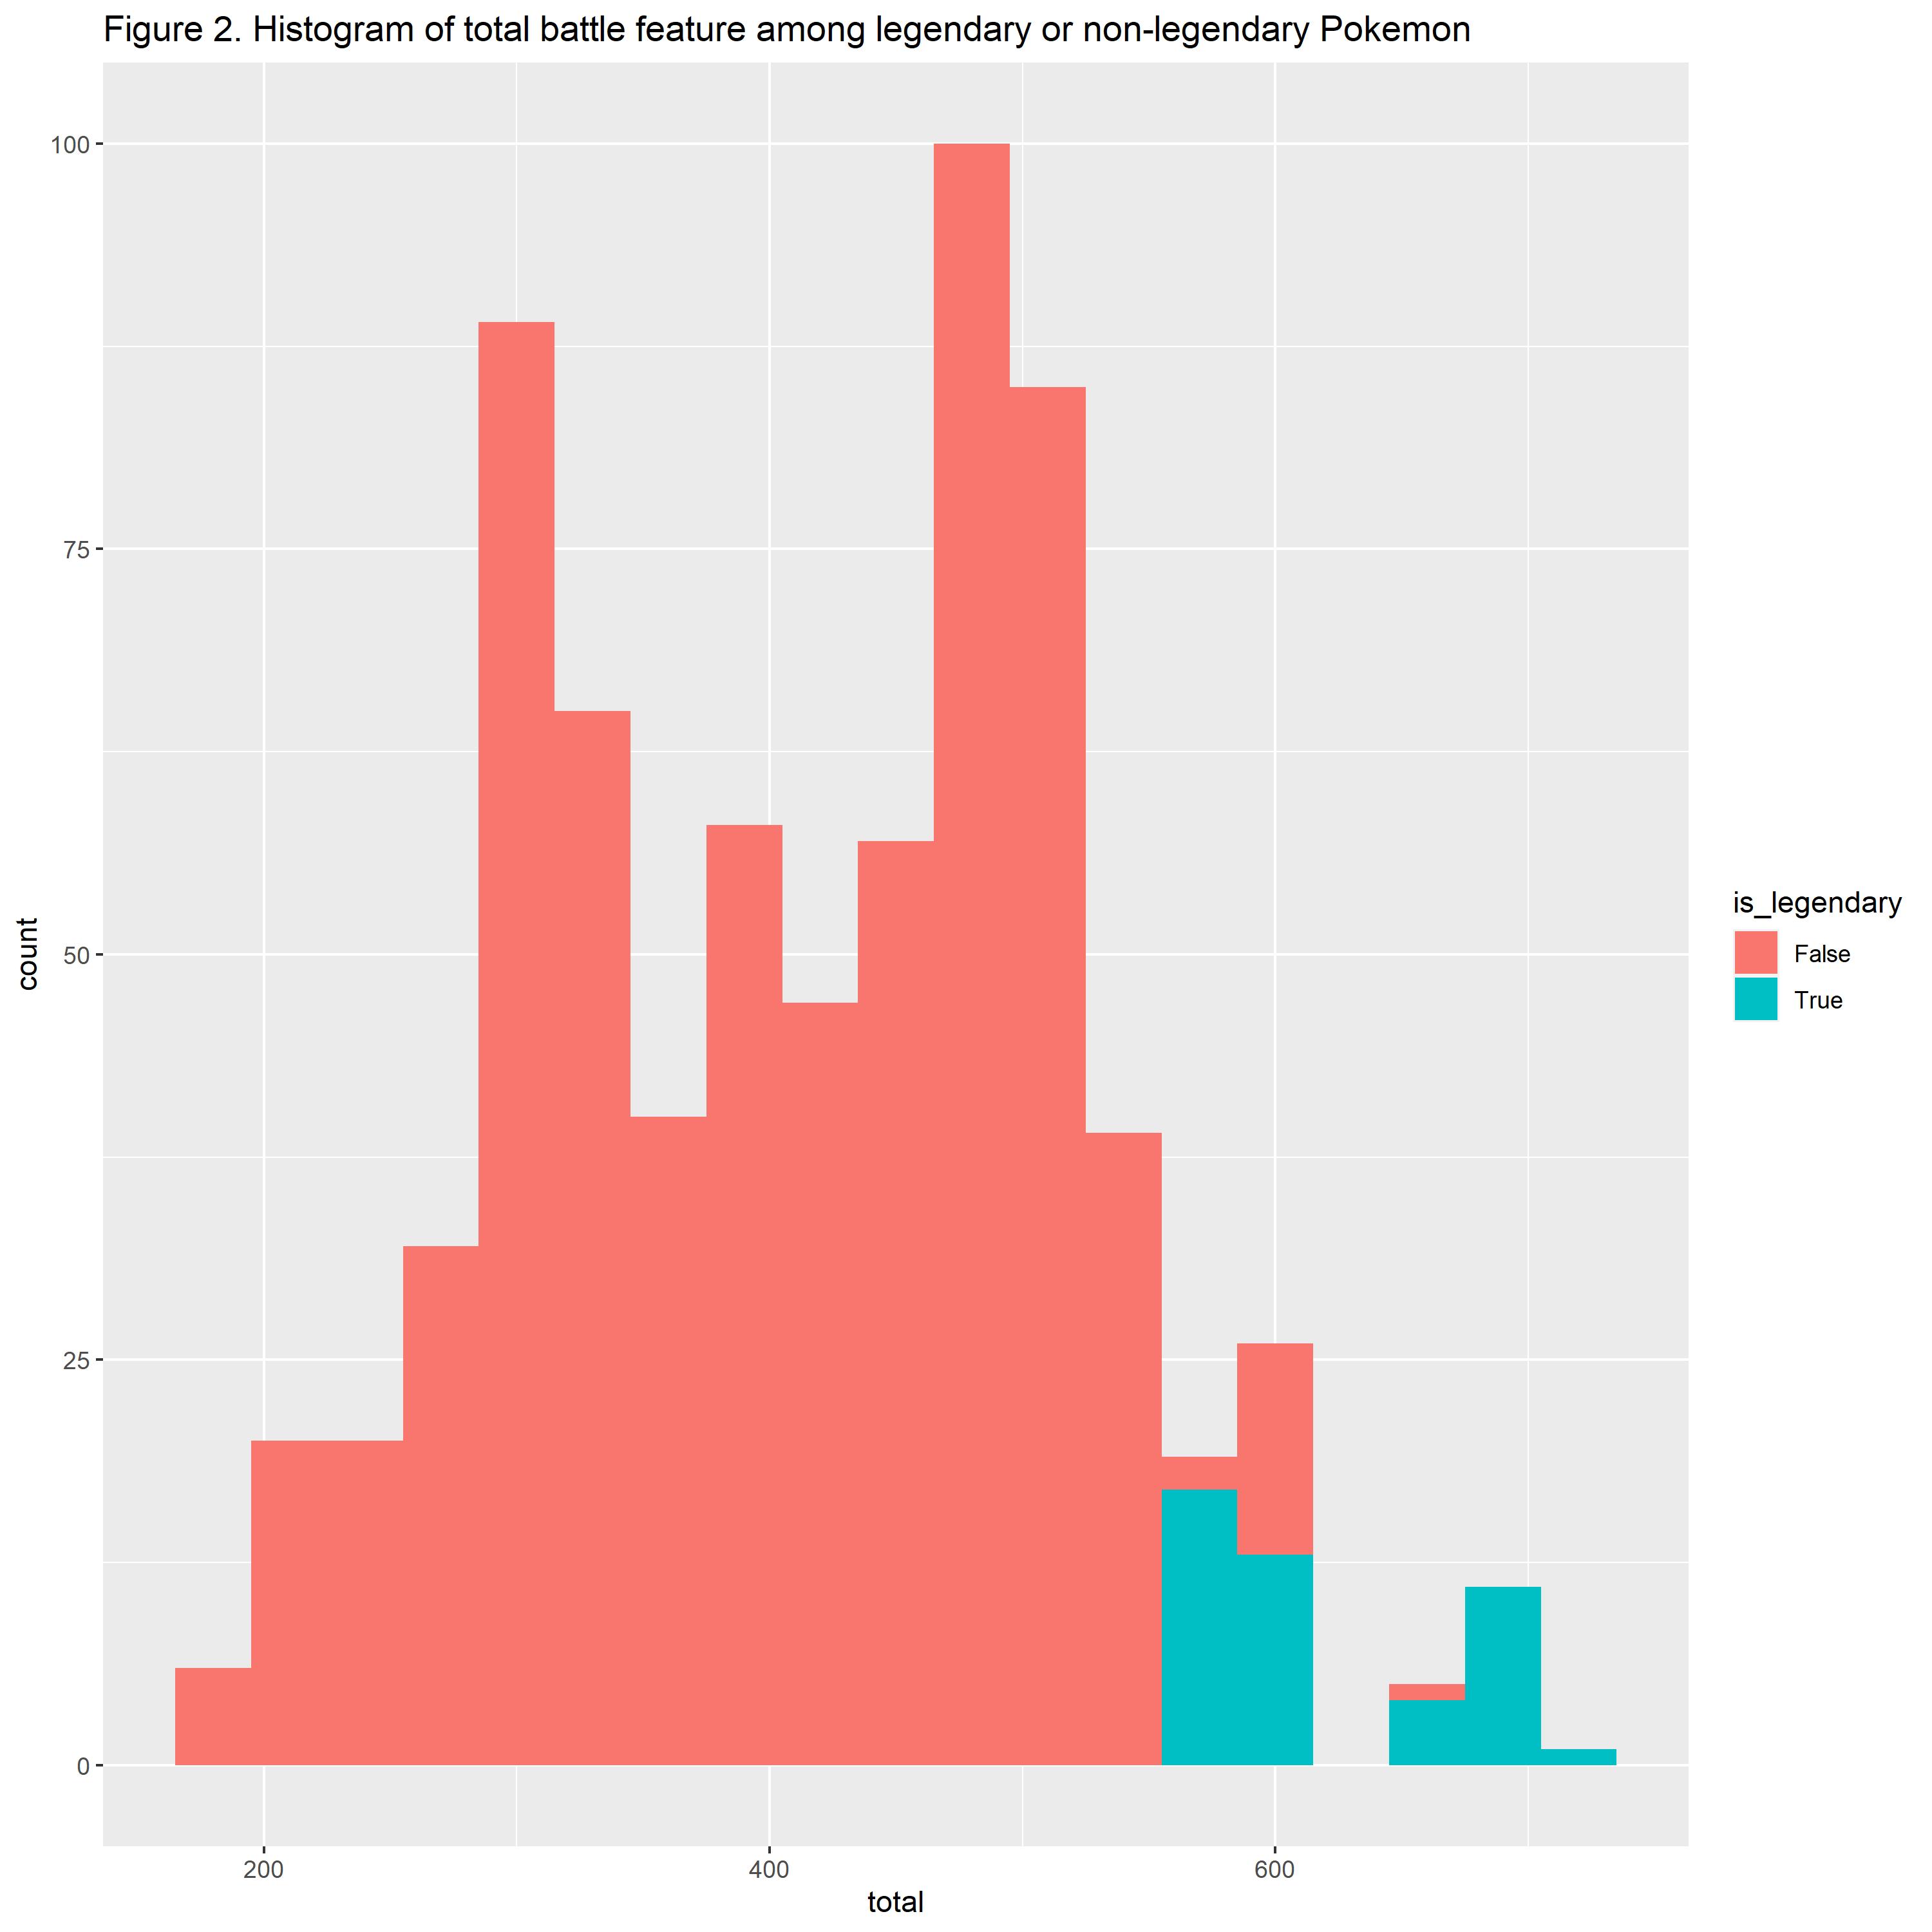 Figure 2. Histogram of total battle feature among legendary or non-legendary Pokemon
100
75
50
25
0
count
200 400 600
total
is_legendary
False
True